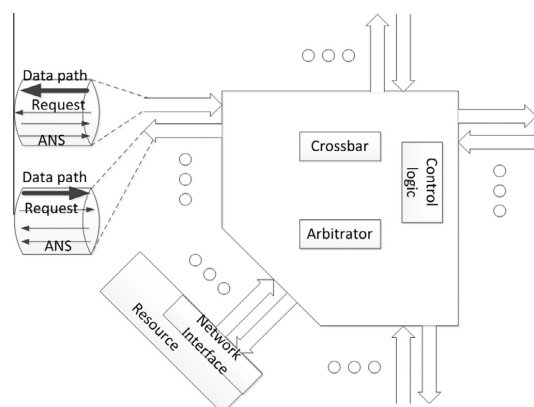 Data path
Request
ANS
Data path
Request
ANS
Crossbar
Control
logic
Arbitrator
Network
Interface
Resource